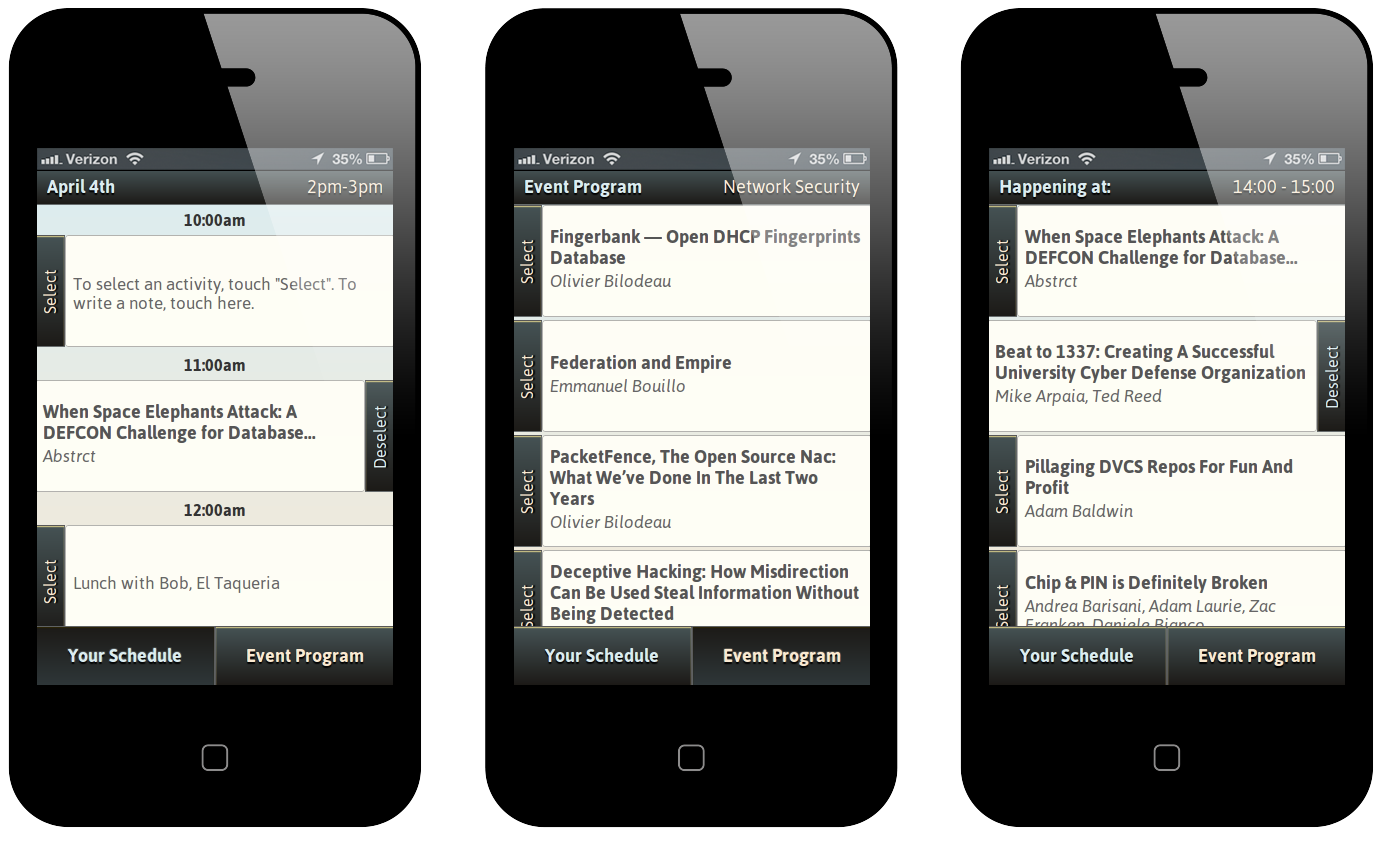 Verizon 35%
April 4th 2pm-3pm
10:00am
Select
To select an activity, touch "Select". To
write a note, touch here.
11:00am
When Space Elephants Attack: A
DEFCON Challenge for Database...
Abstrct
Deselect
12:00am
Select
Lunch with Bob, El Taqueria
Your Schedule Event Program
Verizon 35%
Event Program Network Security
Select
Fingerbank — Open DHCP Fingerprints
Database
Olivier Bilodeau
Select
Federation and Empire
Emmanuel Bouillo
Select
PacketFence, The Open Source Nac:
What We've Done In The Last Two
Years
Olivier Bilodeau
Select
Deceptive Hacking: How Misdirection
Can Be Used Steal Information Without
Being Detected
Your Schedule Event Program
Verizon 35%
Happening at: 14:00 - 15:00
Select
When Space Elephants Attack: A
DEFCON Challenge for Database...
Abstrct
Beat to 1337: Creating A Successful
University Cyber Defense Organization
Mike Arpaia, Ted Reed
Deselect
Select
Pillaging DVCS Repos For Fun And
Profit
Adam Baldwin
Select
Chip & PIN is Definitely Broken
Andrea Barisani, Adam Laurie, Zac
Franken, Daniele Bianco
Your Schedule Event Program